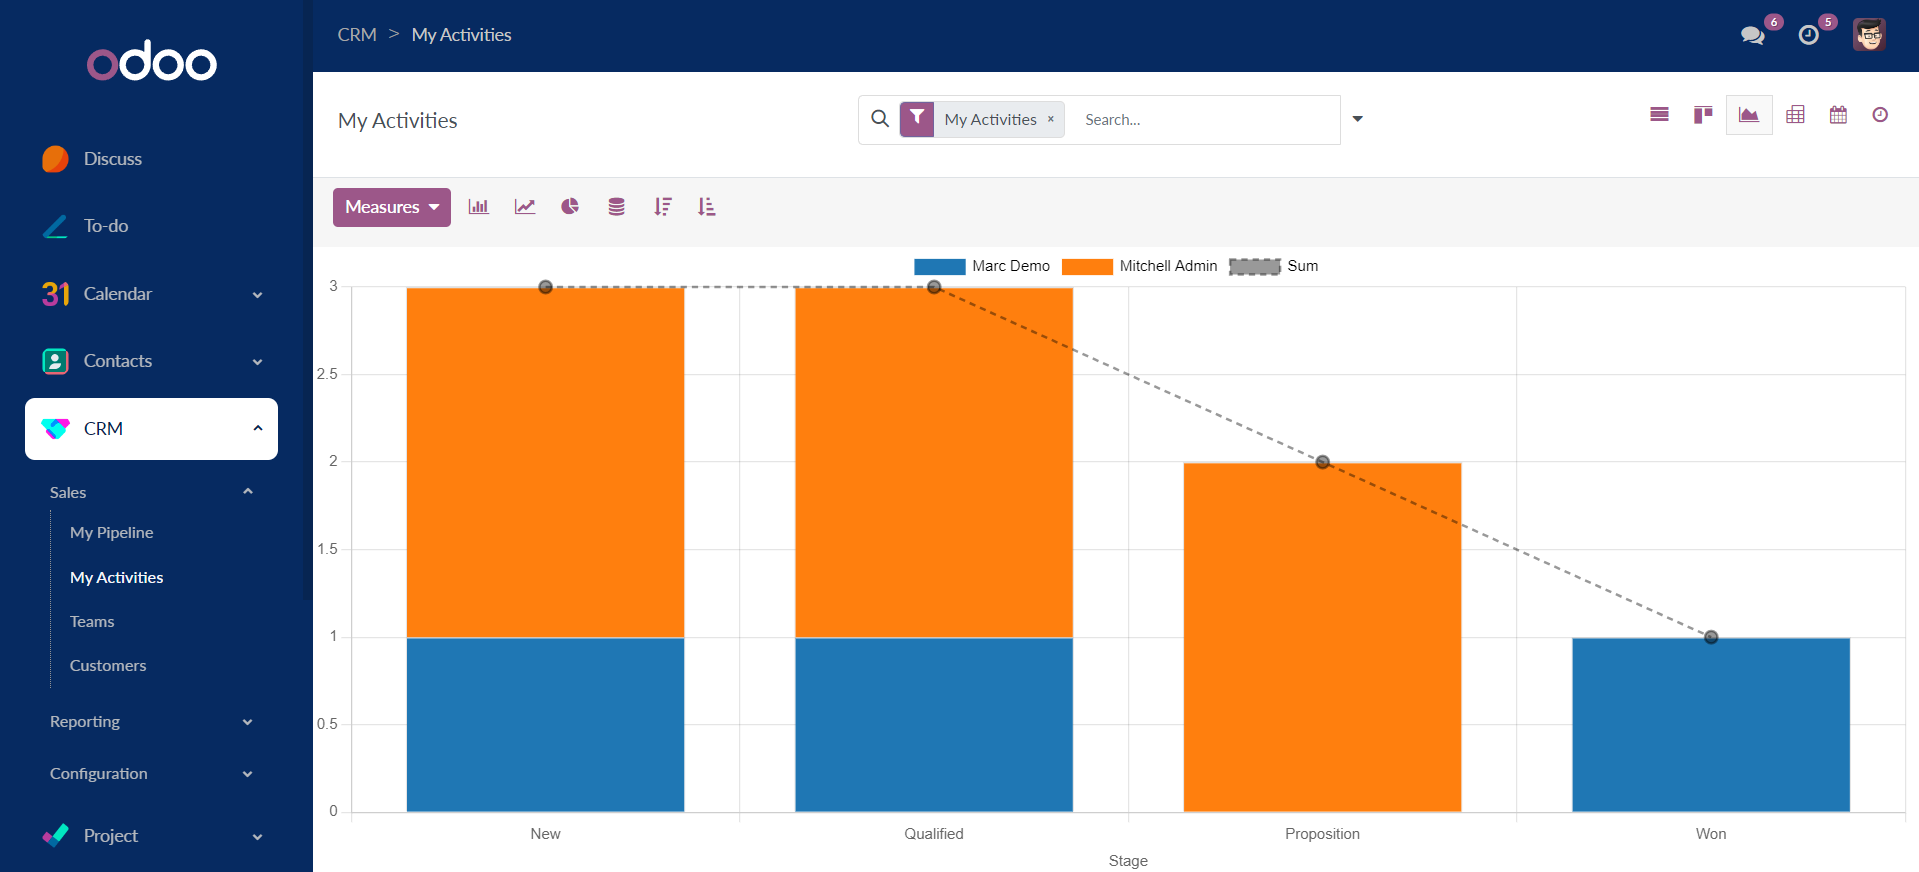 odoo
Discuss
To-do
31 Calendar
Contacts
CRM
Sales
My Pipeline
My Activities
Teams
Customers
Reporting
Configuration
Project
CRM > My Activities
6
5
My Activities
My Activities ×
Search...
Measures
Marc Demo
Mitchell Admin
Sum
3
2.5
2
1.5
1
0.5
0
New
Qualified
Proposition
Won
Stage